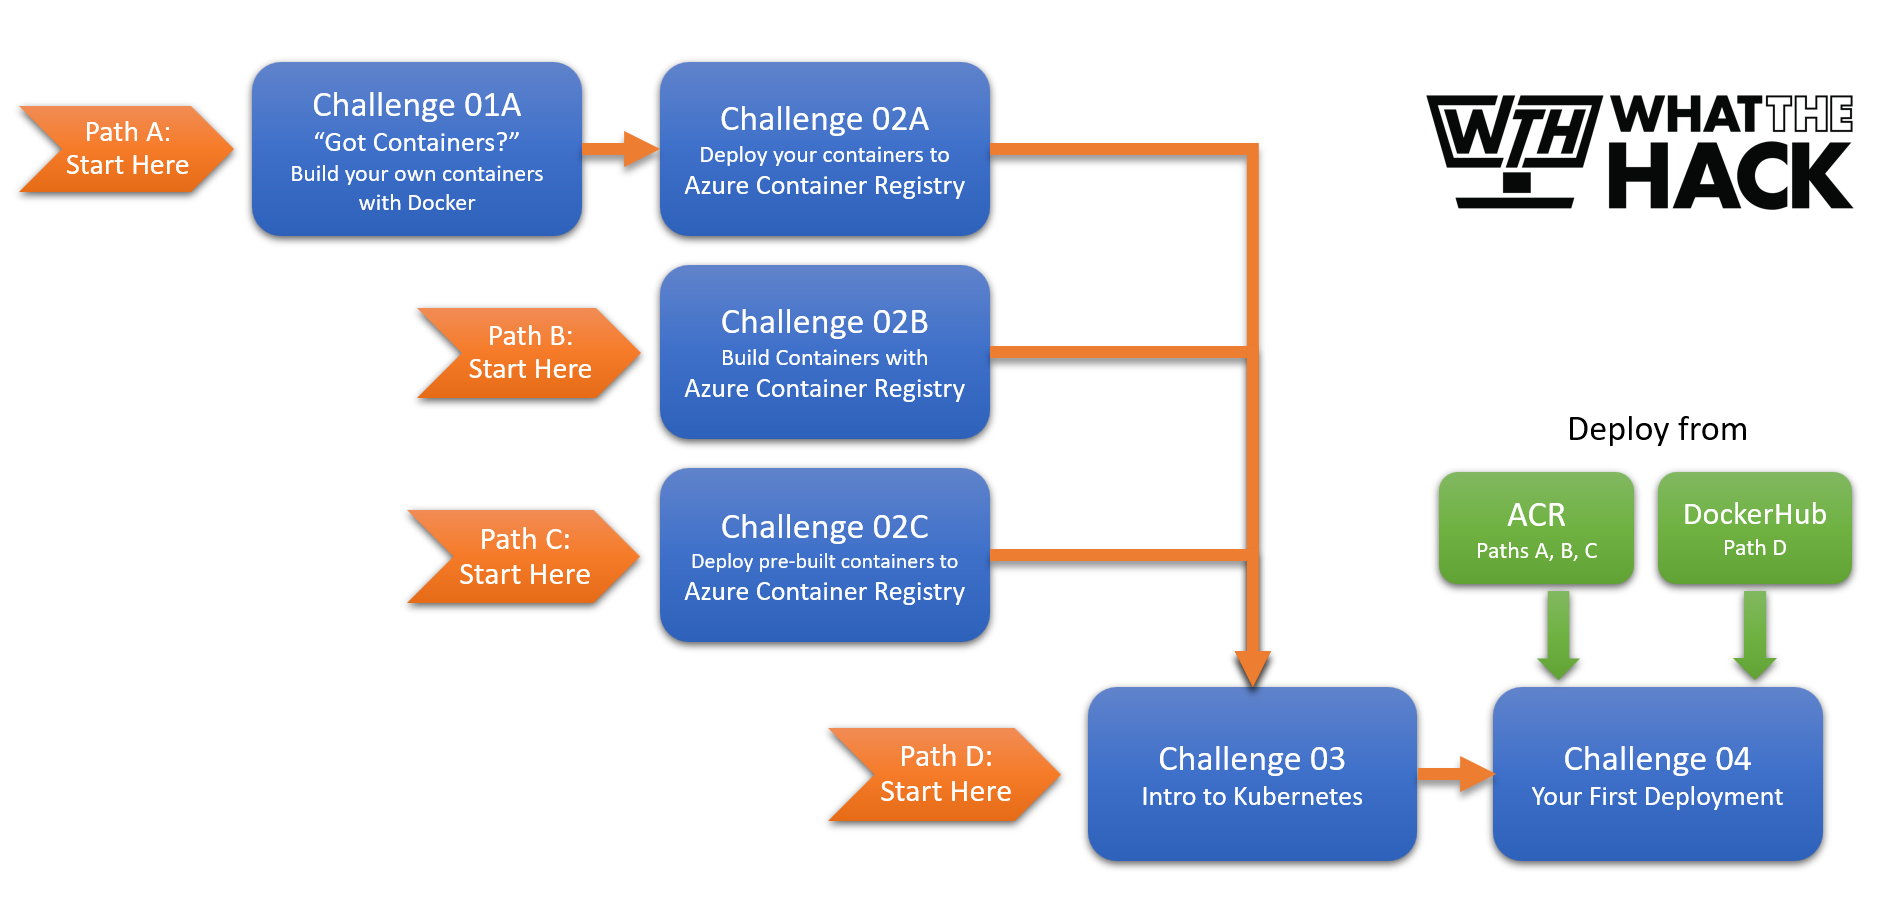 Path A:
Start Here
Challenge 01A
“Got Containers?”
Build your own containers
with Docker
Challenge 02A
Deploy your containers to
Azure Container Registry
WTH
WHAT THE
HACK
Path B:
Start Here
Challenge 02B
Build Containers with
Azure Container Registry
Path C:
Start Here
Challenge 02C
Deploy pre-built containers to
Azure Container Registry
Deploy from
ACR
Paths A, B, C
DockerHub
Path D
Path D:
Start Here
Challenge 03
Intro to Kubernetes
Challenge 04
Your First Deployment